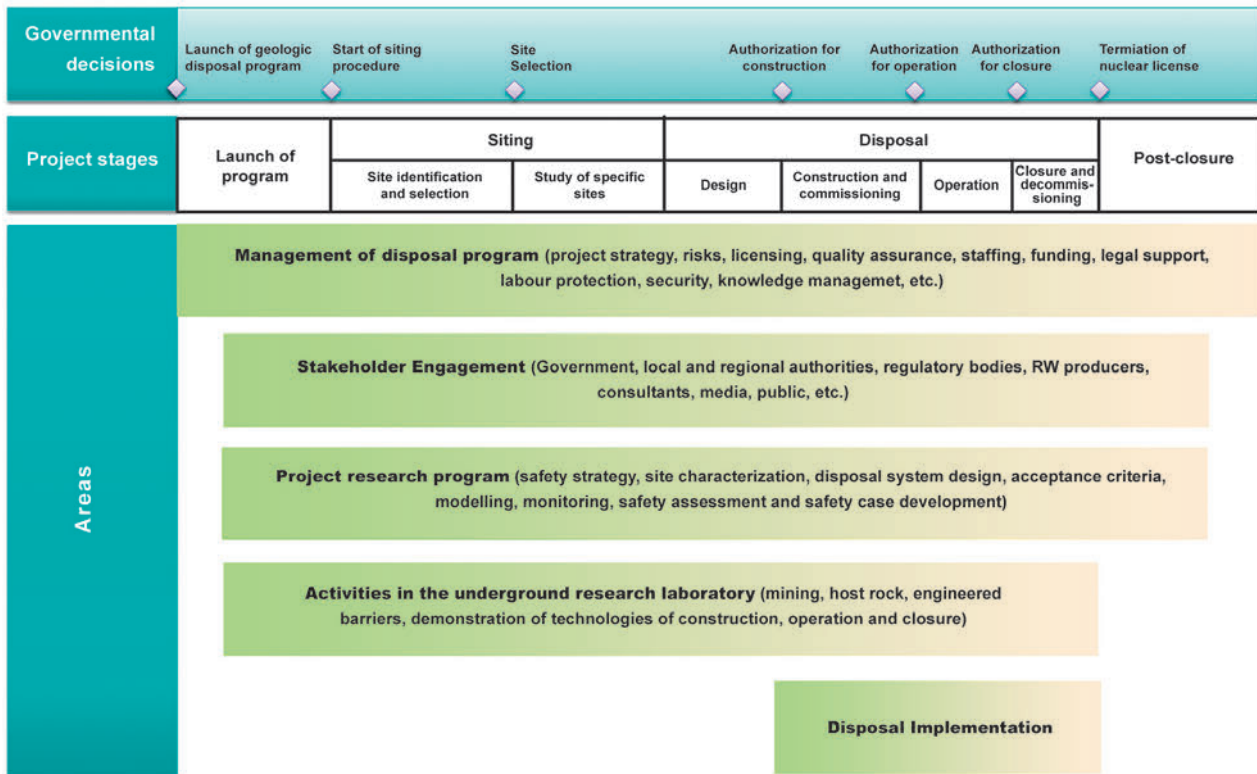 Governmental
decisions
Launch of geologic
disposal program
Start of siting
procedure
Site
Selection
Authorization for
construction
Authorization
for operation
Authorization
for closure
Termiation of
nuclear license
Project stages
Launch of
program
Siting
Site identification
and selection
Study of specific
sites
Disposal
Design
Construction and
commissioning
Operation
Closure and
decommis-
sioning
Post-closure
Areas
Management of disposal program (project strategy, risks, licensing, quality assurance, staffing, funding, legal support,
labour protection, security, knowledge managemet, etc.)
Stakeholder Engagement (Government, local and regional authorities, regulatory bodies, RW producers,
consultants, media, public, etc.)
Project research program (safety strategy, site characterization, disposal system design, acceptance criteria,
modelling, monitoring, safety assessment and safety case development)
Activities in the underground research laboratory (mining, host rock, engineered
barriers, demonstration of technologies of construction, operation and closure)
Disposal Implementation